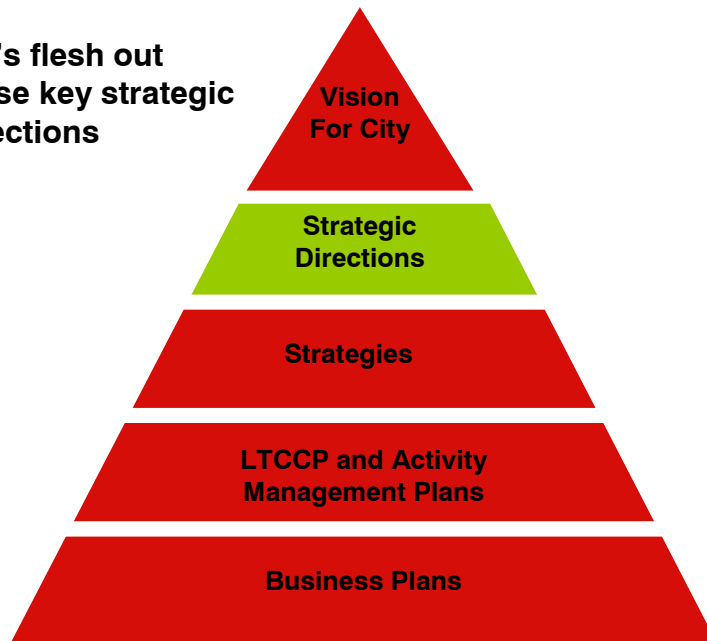 's flesh out
se key strategic
ections
Vision
For City
Strategic
Directions
Strategies
LTCCP and Activity
Management Plans
Business Plans